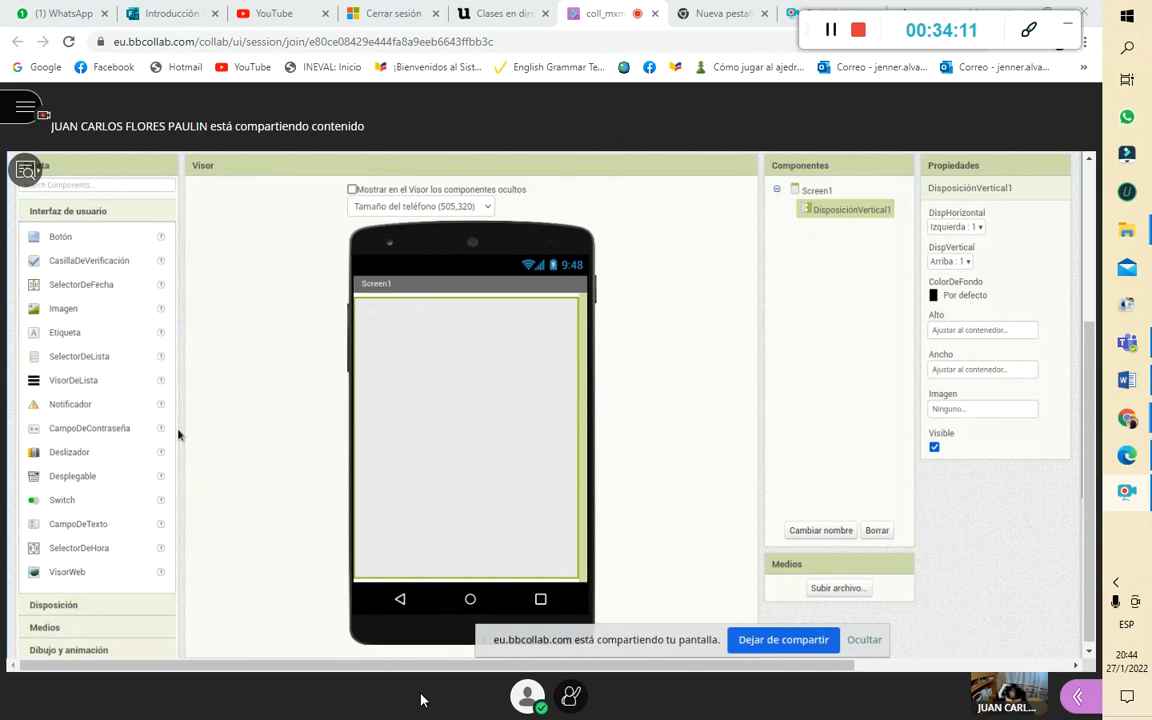 (1) WhatsApp
Introducción
YouTube
Cerrar sesión
Clases en dire
coll_mxm
Nueva pestañ
00:34:11
eu.bbcollab.com/collab/ui/session/join/e80ce08429e444fa8a9eeb6643ffbb3c
Google
Facebook
Hotmail
YouTube
INEVAL: Inicio
¡Bienvenidos al Sist...
English Grammar Te...
Cómo jugar al ajedr...
Correo - jenner.alva...
Correo - jenner.alva...
»
JUAN CARLOS FLORES PAULIN está compartiendo contenido
Visor
Componentes
Propiedades
Search Components...
Interfaz de usuario
Botón
CasillaDeVerificación
SelectorDeFecha
Imagen
Etiqueta
SelectorDeLista
VisorDeLista
Notificador
CampoDeContraseña
Deslizador
Desplegable
Switch
CampoDeTexto
SelectorDeHora
VisorWeb
Disposición
Medios
Dibujo y animación
Mostrar en el Visor los componentes ocultos
Tamaño del teléfono (505,320)
9:48
Screen1
Screen1
DisposiciónVertical1
Cambiar nombre
Borrar
Medios
Subir archivo...
DisposiciónVertical1
DispHorizontal
Izquierda : 1
DispVertical
Arriba : 1
ColorDeFondo
Por defecto
Alto
Ajustar al contenedor...
Ancho
Ajustar al contenedor...
Imagen
Ninguno...
Visible
eu.bbcollab.com está compartiendo tu pantalla.
Dejar de compartir
Ocultar
JUAN CARL...
ESP
20:44
27/1/2022